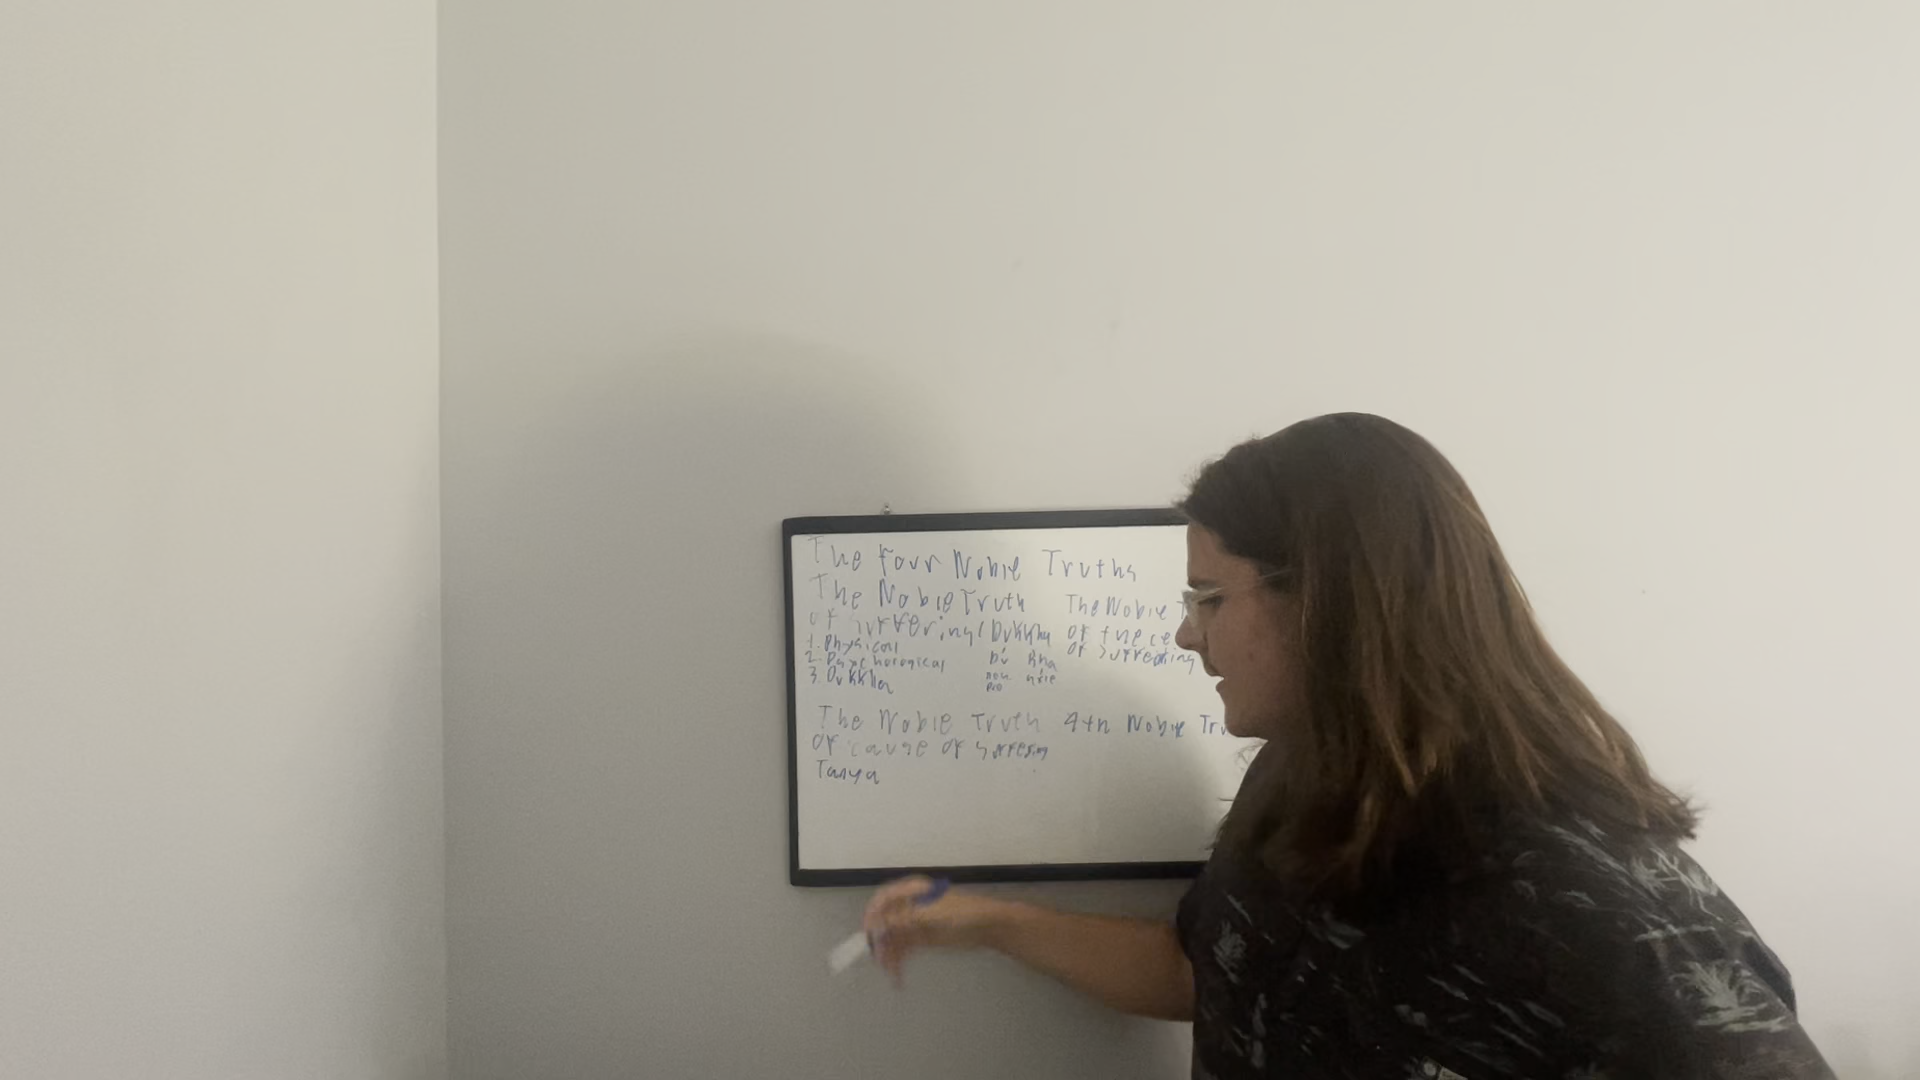 The Four Noble Truths
The Noble Truth
of suffering/Dukkha
1. Physical
2. Psychological
3. Dukkha
The Noble
of the ce
of suffering
The Noble Truth
of cause of suffering
Tanya
4th Noble Tru